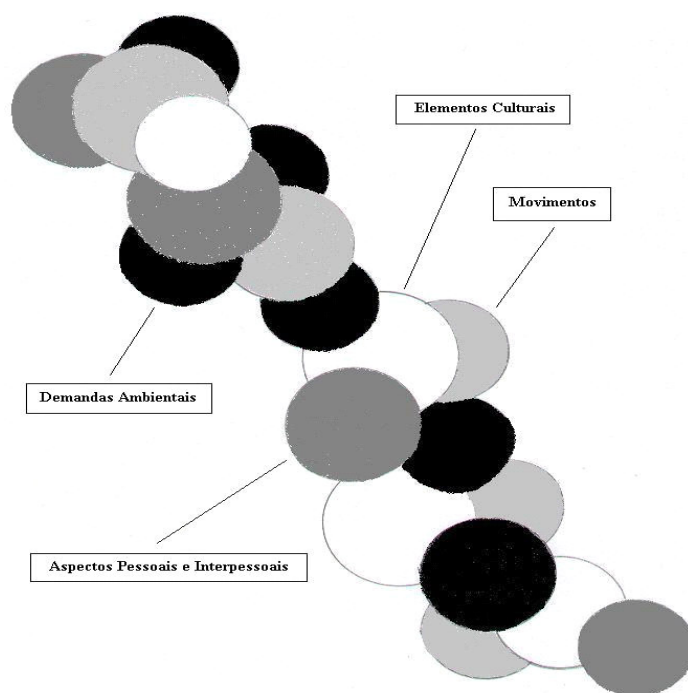 Elementos Culturais
Movimentos
Demandas Ambientais
Aspectos Pessoais e Interpessoais